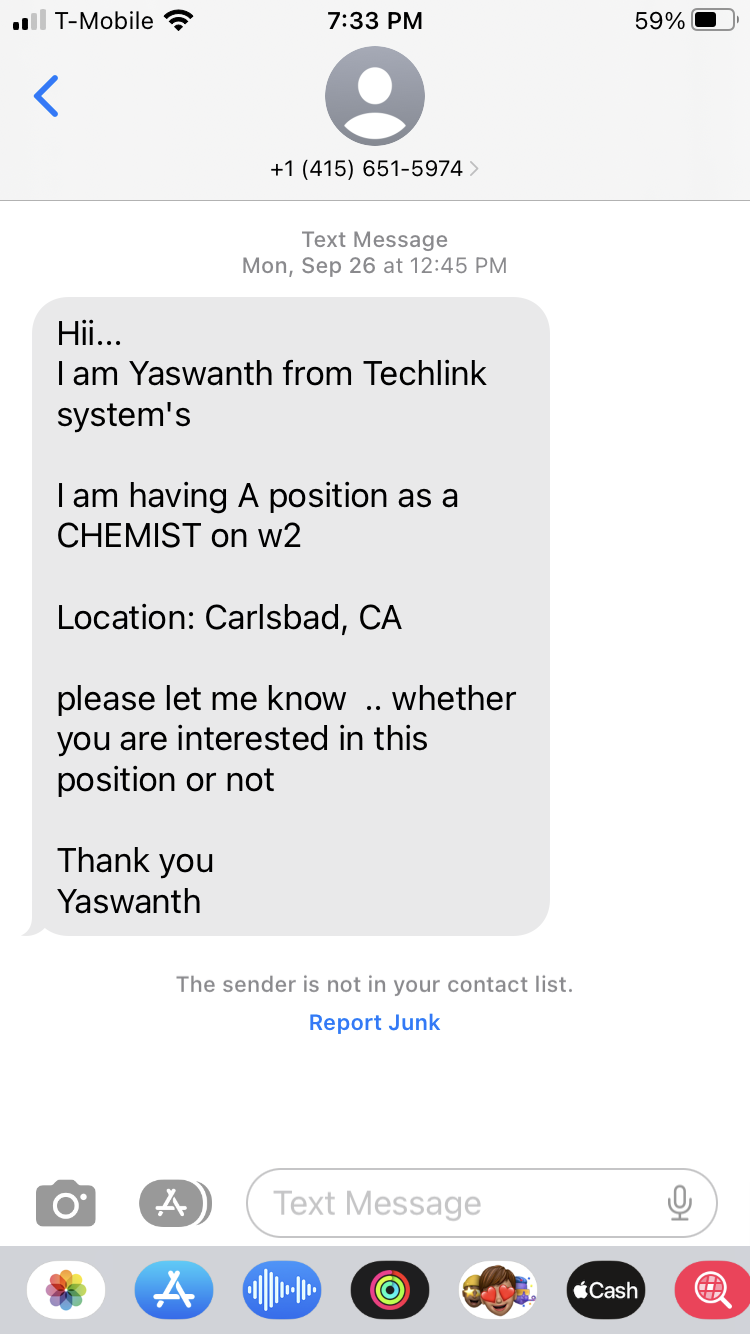 T-Mobile 7:33 PM 59%
+1 (415) 651-5974
Text Message
Mon, Sep 26 at 12:45 PM
Hii...
I am Yaswanth from Techlink
system's
I am having A position as a
CHEMIST on w2
Location: Carlsbad, CA
please let me know  .. whether
you are interested in this
position or not
Thank you
Yaswanth
The sender is not in your contact list.
Report Junk
Text Message
Cash